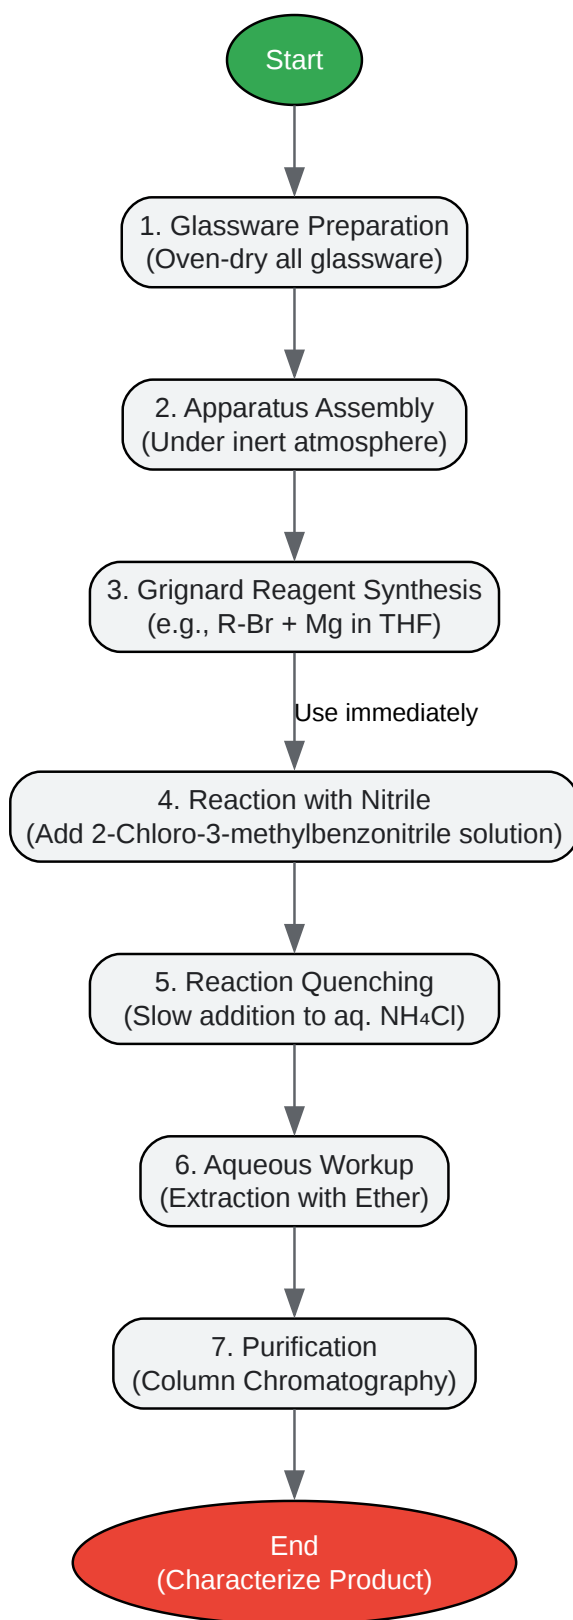 Start
1. Glassware Preparation
(Oven-dry all glassware)
2. Apparatus Assembly
(Under inert atmosphere)
3. Grignard Reagent Synthesis
(e.g., R-Br + Mg in THF)
Use immediately
4. Reaction with Nitrile
(Add 2-Chloro-3-methylbenzonitrile solution)
5. Reaction Quenching
(Slow addition to aq. NH₄Cl)
6. Aqueous Workup
(Extraction with Ether)
7. Purification
(Column Chromatography)
End
(Characterize Product)